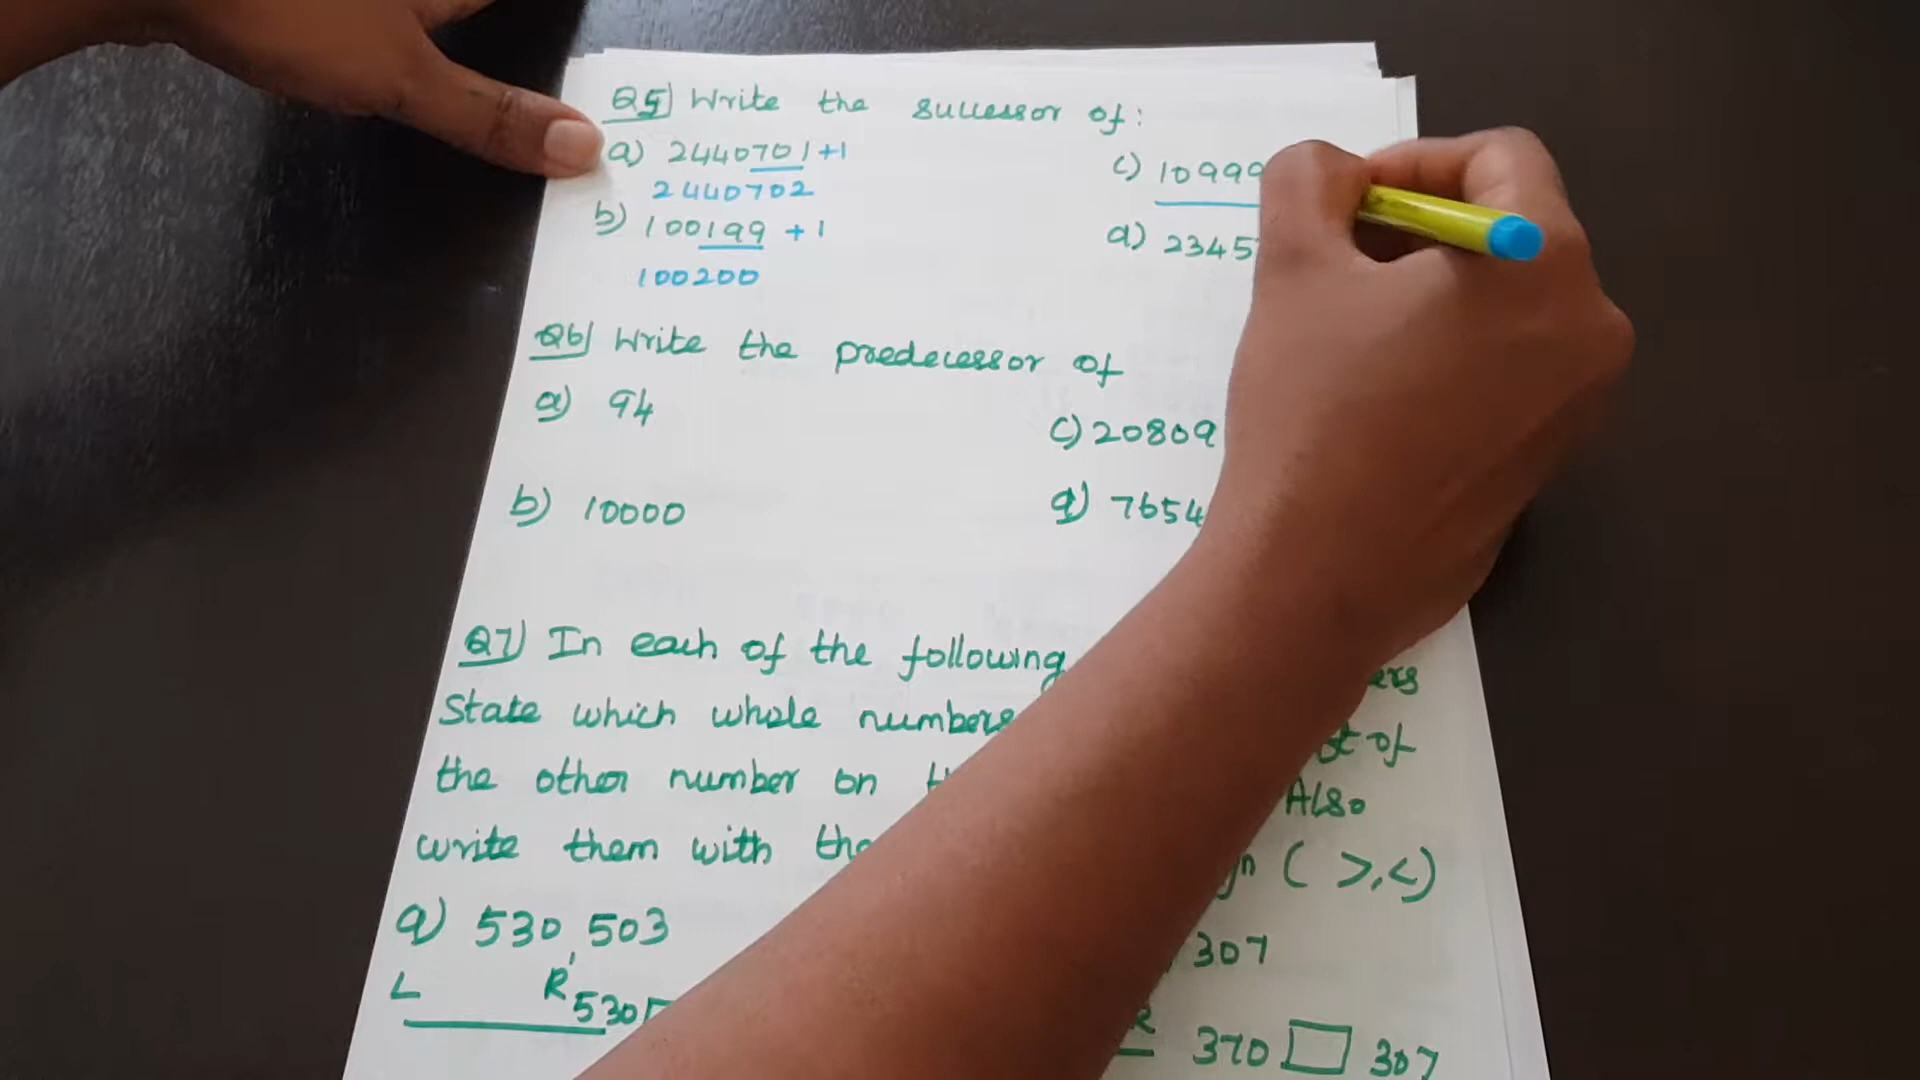 Q5) Write the successor of:
a) 2440701 +1
2440702
b) 100199 + 1
100200
c) 10999
d) 2345
Q6) Write the predecessor of
a) 94
b) 10000
c) 20809
d) 7654
Q7) In each of the following
State which whole numbers
the other number on Also
write them with the ( >,<)
a) 530, 503
L R 530
307
370 □ 307